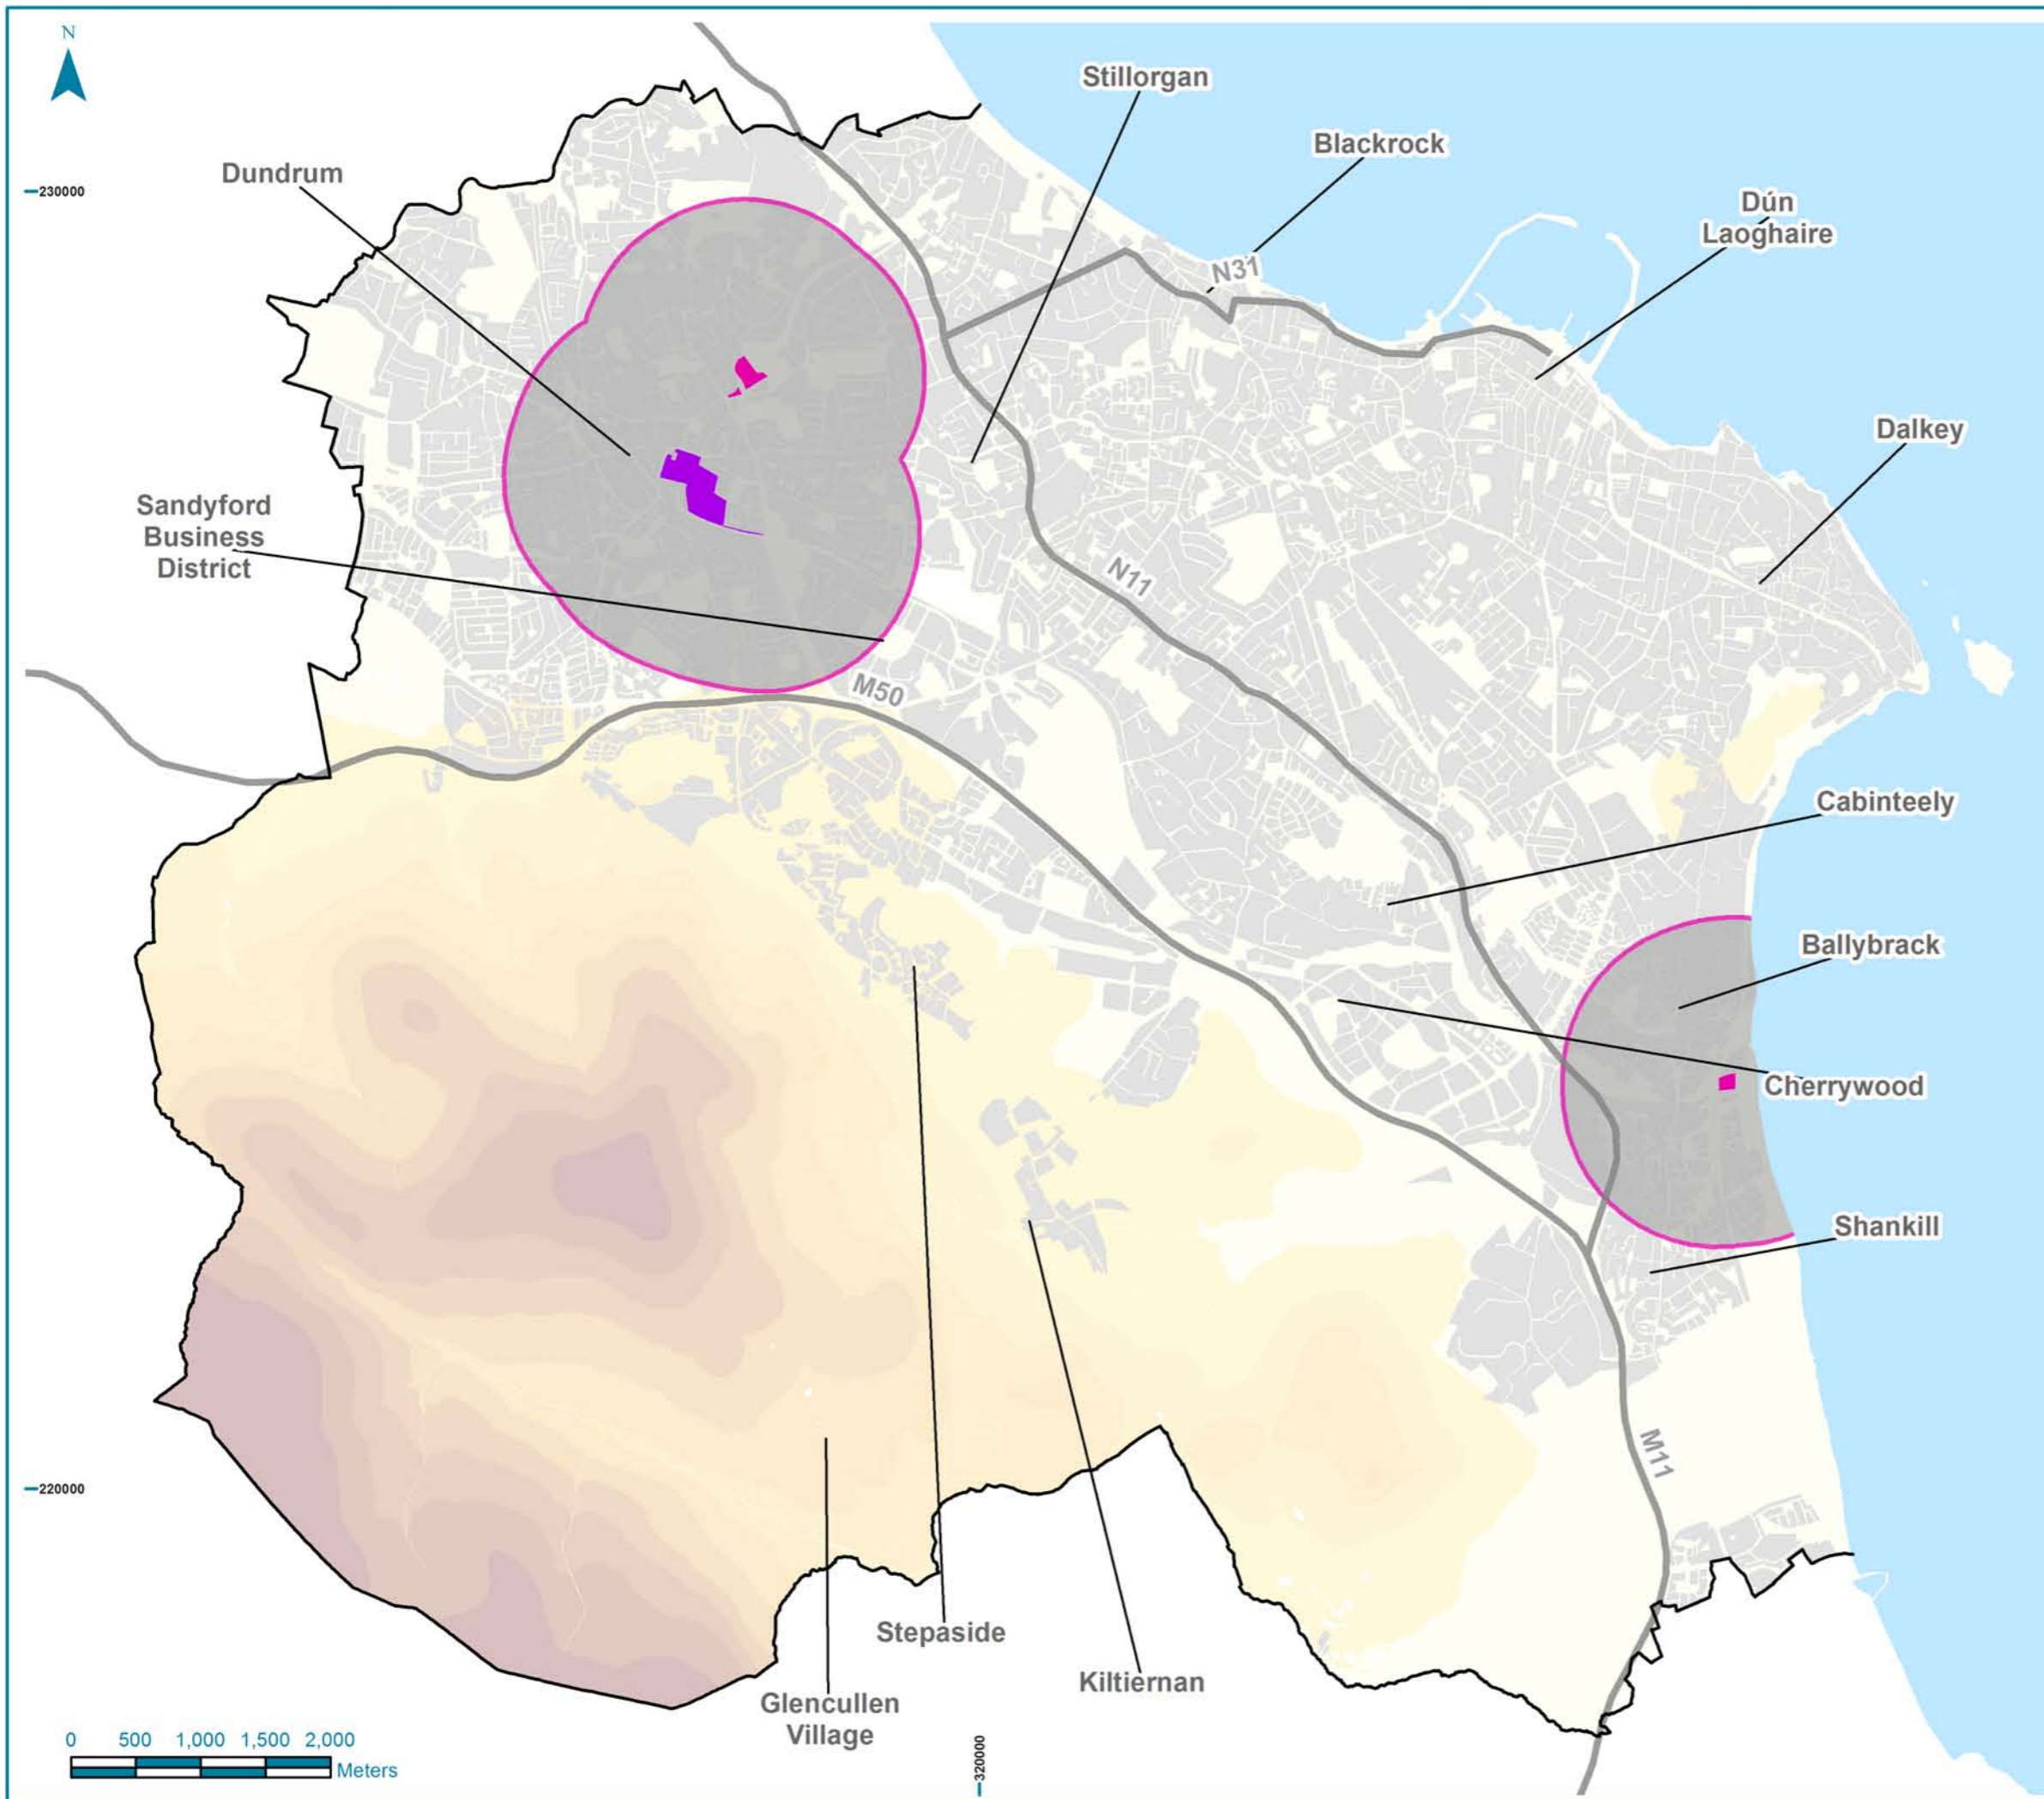 N
Stillorgan
Blackrock
Dundrum
230000
Dún
Laoghaire
N31
Dalkey
Sandyford
Business
District
N11
M50
Cabinteely
Ballybrack
Cherrywood
Shankill
M11
220000
Stepaside
Kiltiernan
Glencullen
Village
0 500 1,000 1,500 2,000
Meters
320000